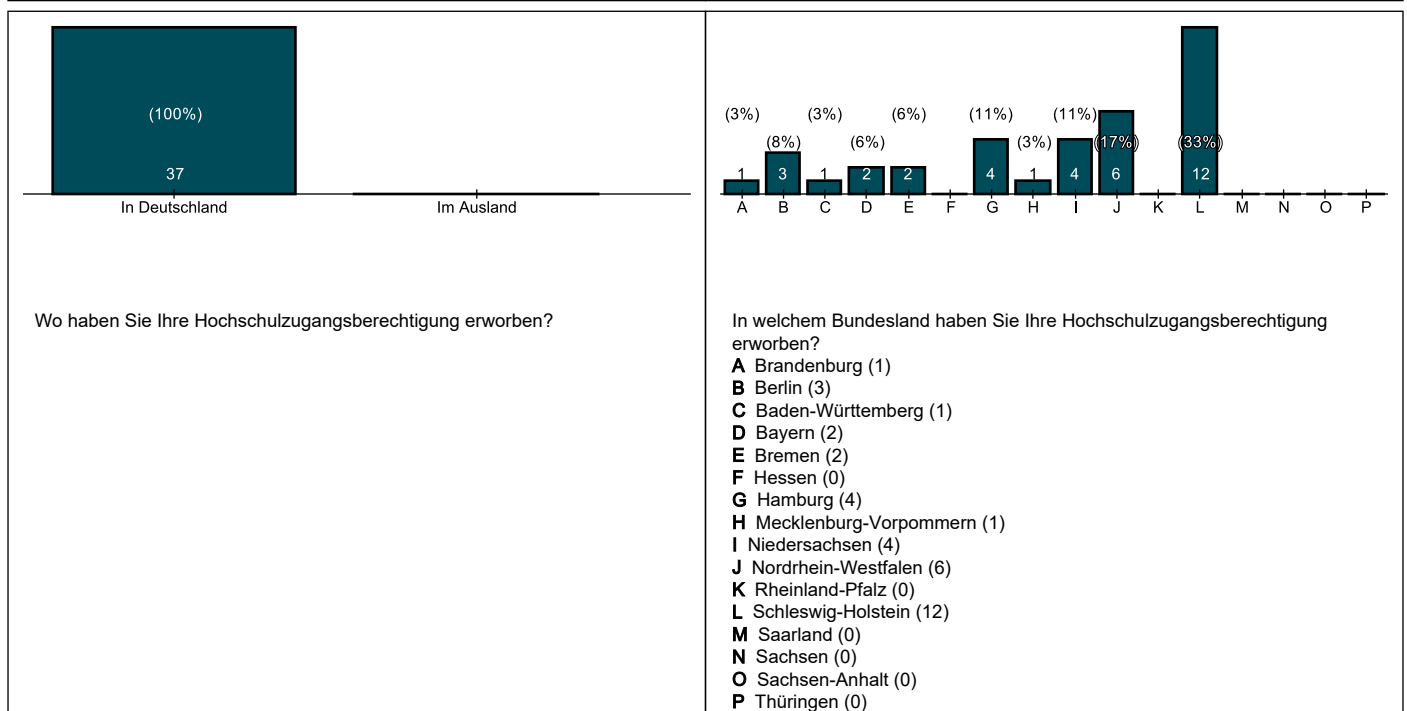 (100%)
37
In Deutschland Im Ausland
Wo haben Sie Ihre Hochschulzugangsberechtigung erworben?
(3%) (3%) (6%) (11%) (11%)
(8%) (6%) (3%) (17%) (33%)
1 3 1 2 2 4 1 4 6 12
A B C D E F G H I J K L M N O P
In welchem Bundesland haben Sie Ihre Hochschulzugangsberechtigung
erworben?
A Brandenburg (1)
B Berlin (3)
C Baden-Württemberg (1)
D Bayern (2)
E Bremen (2)
F Hessen (0)
G Hamburg (4)
H Mecklenburg-Vorpommern (1)
I Niedersachsen (4)
J Nordrhein-Westfalen (6)
K Rheinland-Pfalz (0)
L Schleswig-Holstein (12)
M Saarland (0)
N Sachsen (0)
O Sachsen-Anhalt (0)
P Thüringen (0)